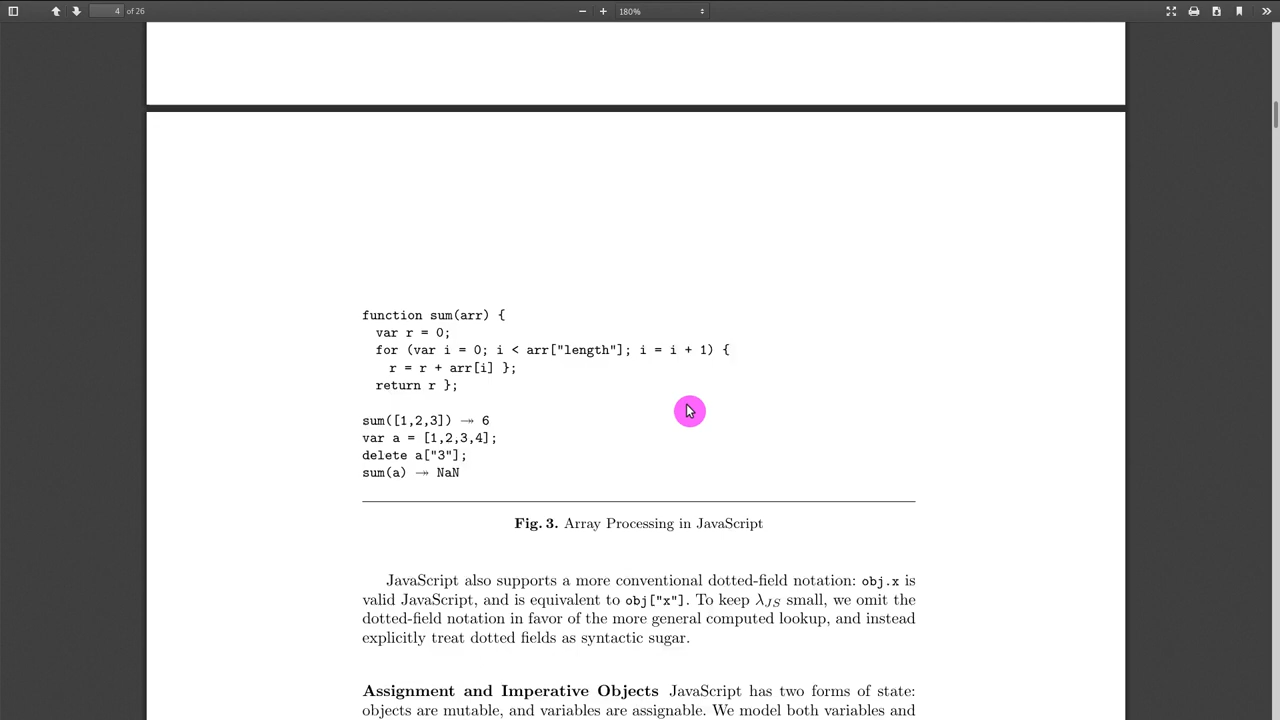 4 of 26 180%
function sum(arr) {
var r = 0;
for (var i = 0; i < arr["length"]; i = i + 1) {
r = r + arr[i] };
return r };
sum([1,2,3]) ↠ 6
var a = [1,2,3,4];
delete a["3"];
sum(a) ↠ NaN
Fig. 3. Array Processing in JavaScript
JavaScript also supports a more conventional dotted-field notation: obj.x is
valid JavaScript, and is equivalent to obj["x"]. To keep λJS small, we omit the
dotted-field notation in favor of the more general computed lookup, and instead
explicitly treat dotted fields as syntactic sugar.
Assignment and Imperative Objects JavaScript has two forms of state:
objects are mutable, and variables are assignable. We model both variables and